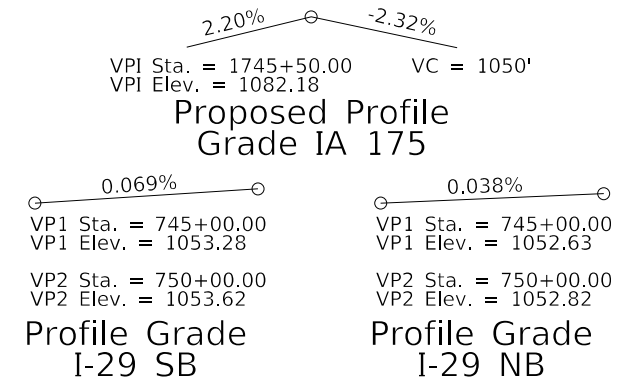 2.20% -2.32%
VPI Sta. = 1745+50.00 VC = 1050'
VPI Elev. = 1082.18
Proposed Profile
Grade IA 175
0.069%
VP1 Sta. = 745+00.00
VP1 Elev. = 1053.28
VP2 Sta. = 750+00.00
VP2 Elev. = 1053.62
Profile Grade
I-29 SB
0.038%
VP1 Sta. = 745+00.00
VP1 Elev. = 1052.63
VP2 Sta. = 750+00.00
VP2 Elev. = 1052.82
Profile Grade
I-29 NB